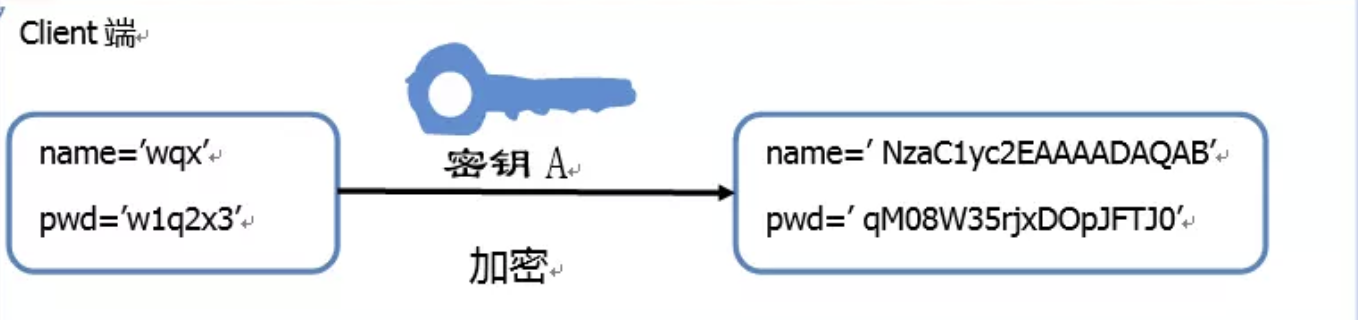 Client 端
密钥 A
name=’wqx’
pwd=’w1q2x3’
加密
name=’ NzaC1yc2EAAAADAQAB’
pwd=’ qM08W35rjxDOpJFTJ0’